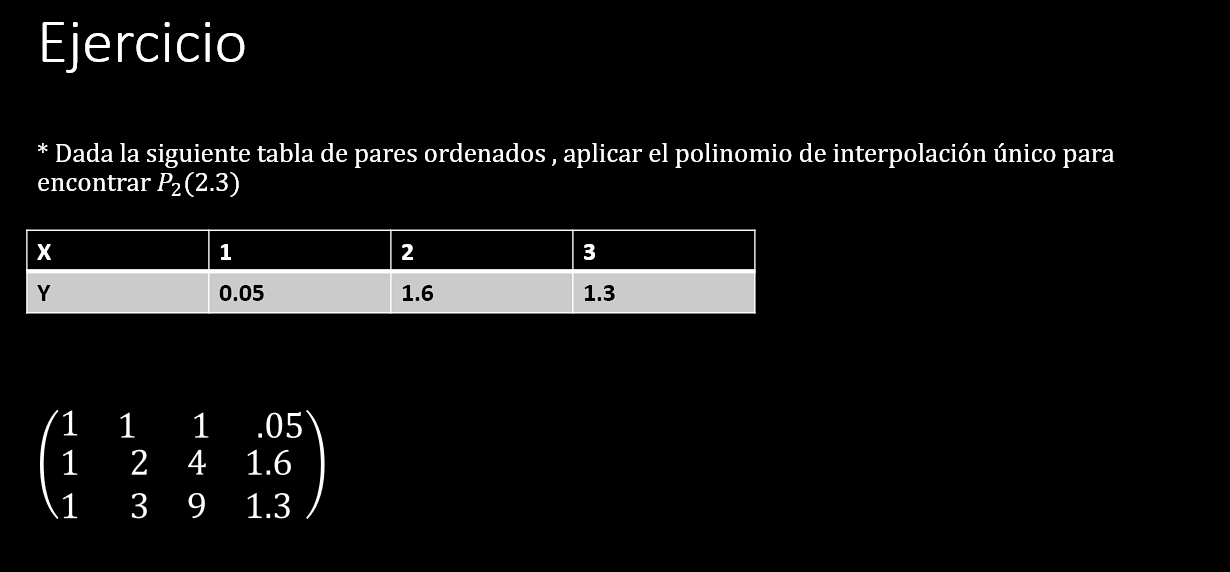 Ejercicio
* Dada la siguiente tabla de pares ordenados , aplicar el polinomio de interpolación único para
encontrar P₂(2.3)
X 1 2 3
Y 0.05 1.6 1.3
1 1 1 .05
1 2 4 1.6
1 3 9 1.3